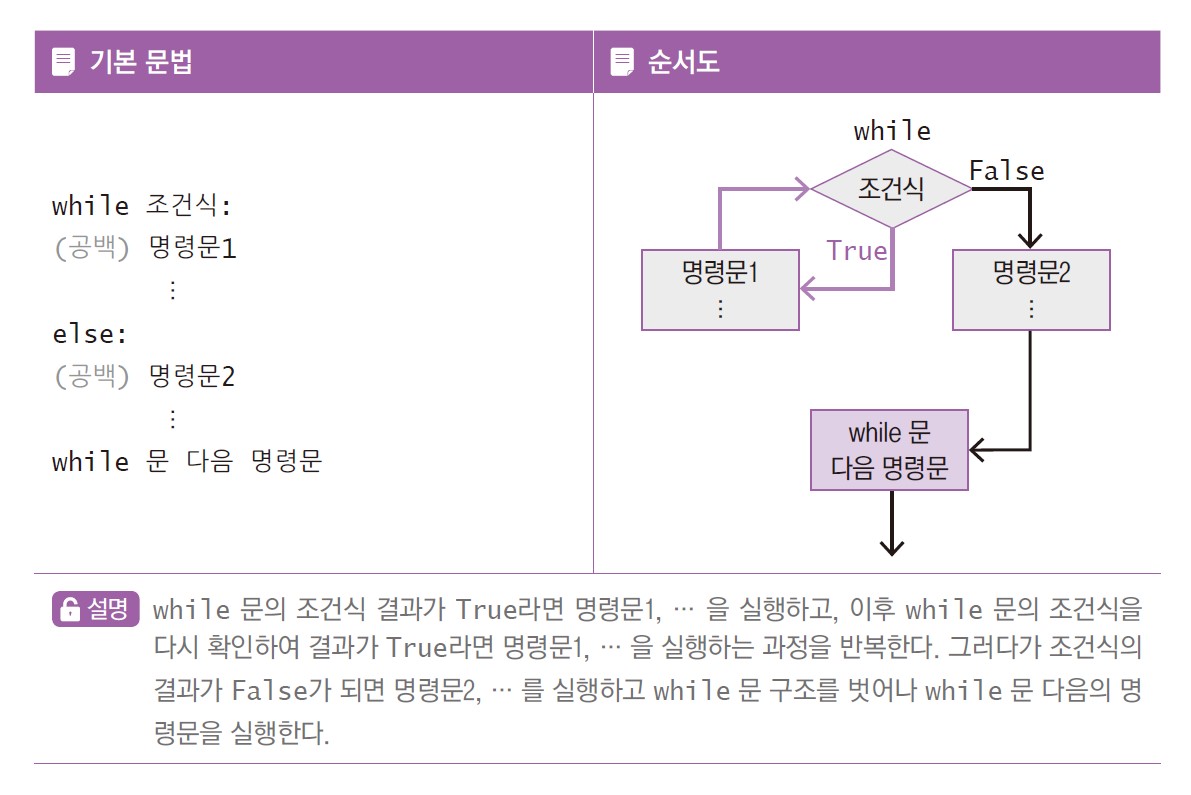 기본 문법
while 조건식:
(공백) 명령문1
⋮
else:
(공백) 명령문2
⋮
while 문 다음 명령문
순서도
while
조건식
False
True
명령문1
⋮
명령문2
⋮
while 문
다음 명령문
설명
while 문의 조건식 결과가 True라면 명령문1, … 을 실행하고, 이후 while 문의 조건식을
다시 확인하여 결과가 True라면 명령문1, … 을 실행하는 과정을 반복한다. 그러다가 조건식의
결과가 False가 되면 명령문2, … 를 실행하고 while 문 구조를 벗어나 while 문 다음의 명
령문을 실행한다.